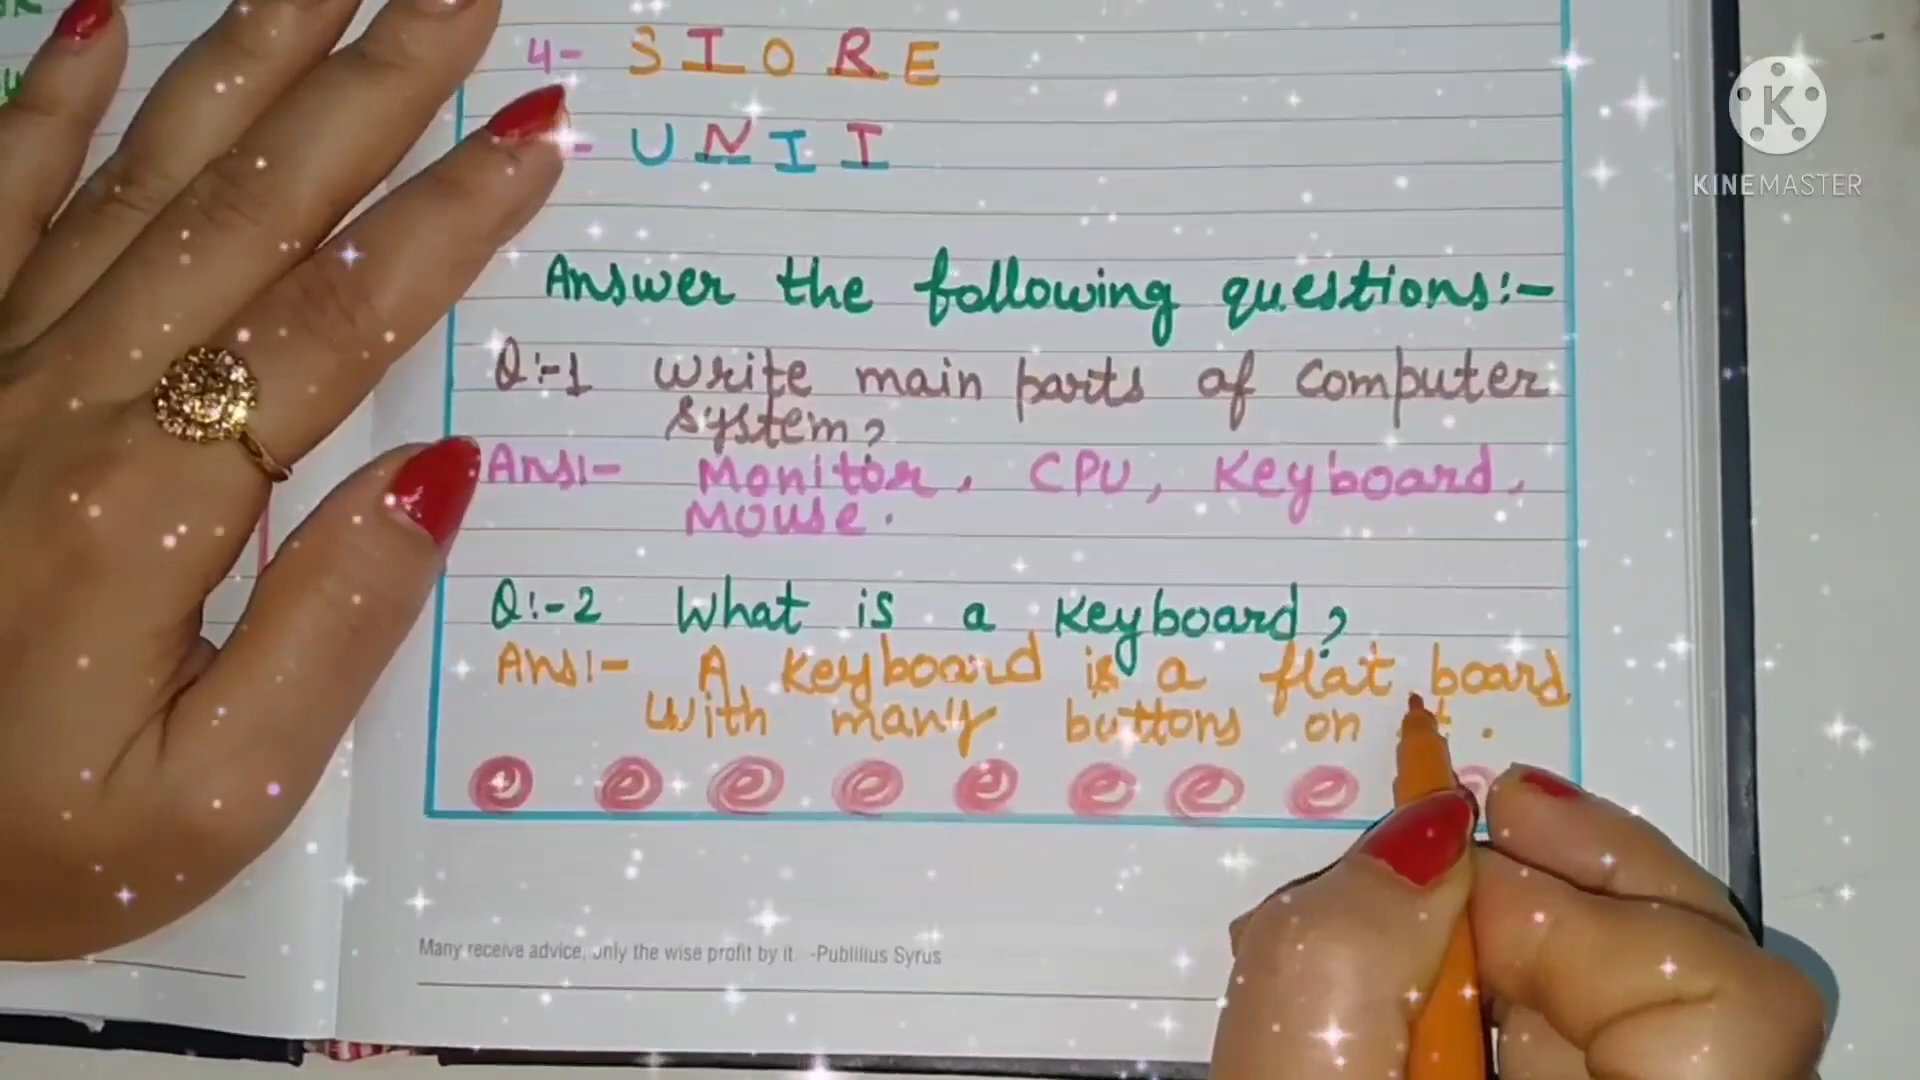 4- S I O R E
- U N I I
KINEMASTER
Answer the following questions:-
Q:-1 Write main parts of computer
system?
Ans:- Monitor, CPU, Keyboard,
Mouse.
Q:-2 What is a Keyboard?
Ans:- A Keyboard is a flat board
with many buttons on it.
Many receive advice, only the wise profit by it. -Publilius Syrus